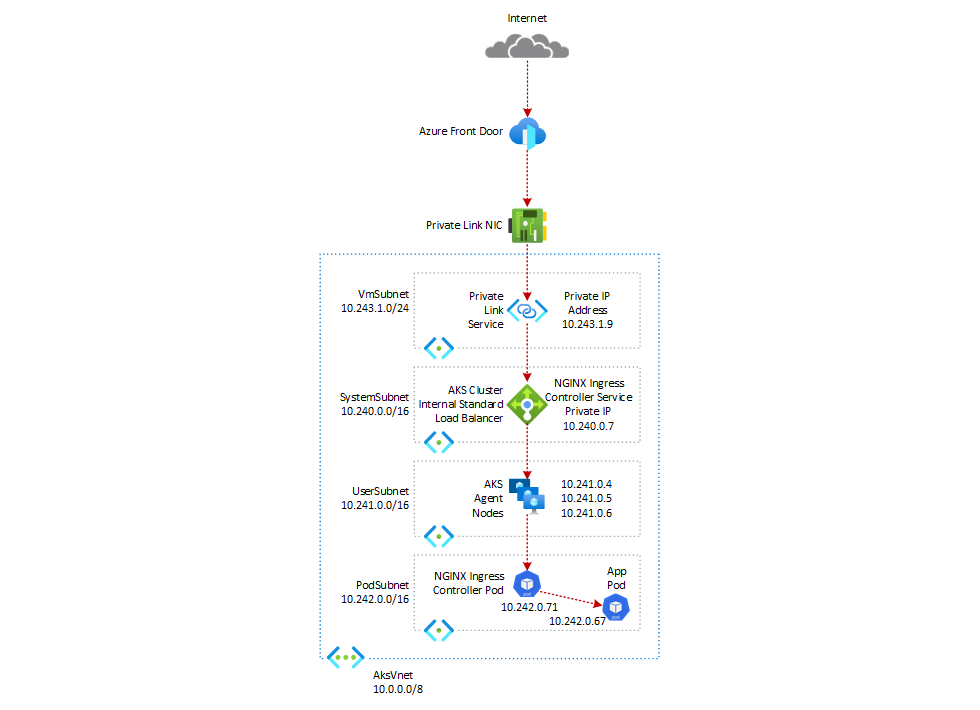 Internet
Azure Front Door
Private Link NIC
VmSubnet
10.243.1.0/24
Private
Link
Service
Private IP
Address
10.243.1.9
SystemSubnet
10.240.0.0/16
AKS Cluster
Internal Standard
Load Balancer
NGINX Ingress
Controller Service
Private IP
10.240.0.7
UserSubnet
10.241.0.0/16
AKS
Agent
Nodes
10.241.0.4
10.241.0.5
10.241.0.6
PodSubnet
10.242.0.0/16
NGINX Ingress
Controller Pod
pod
10.242.0.71
App
Pod
pod
10.242.0.67
AksVnet
10.0.0.0/8